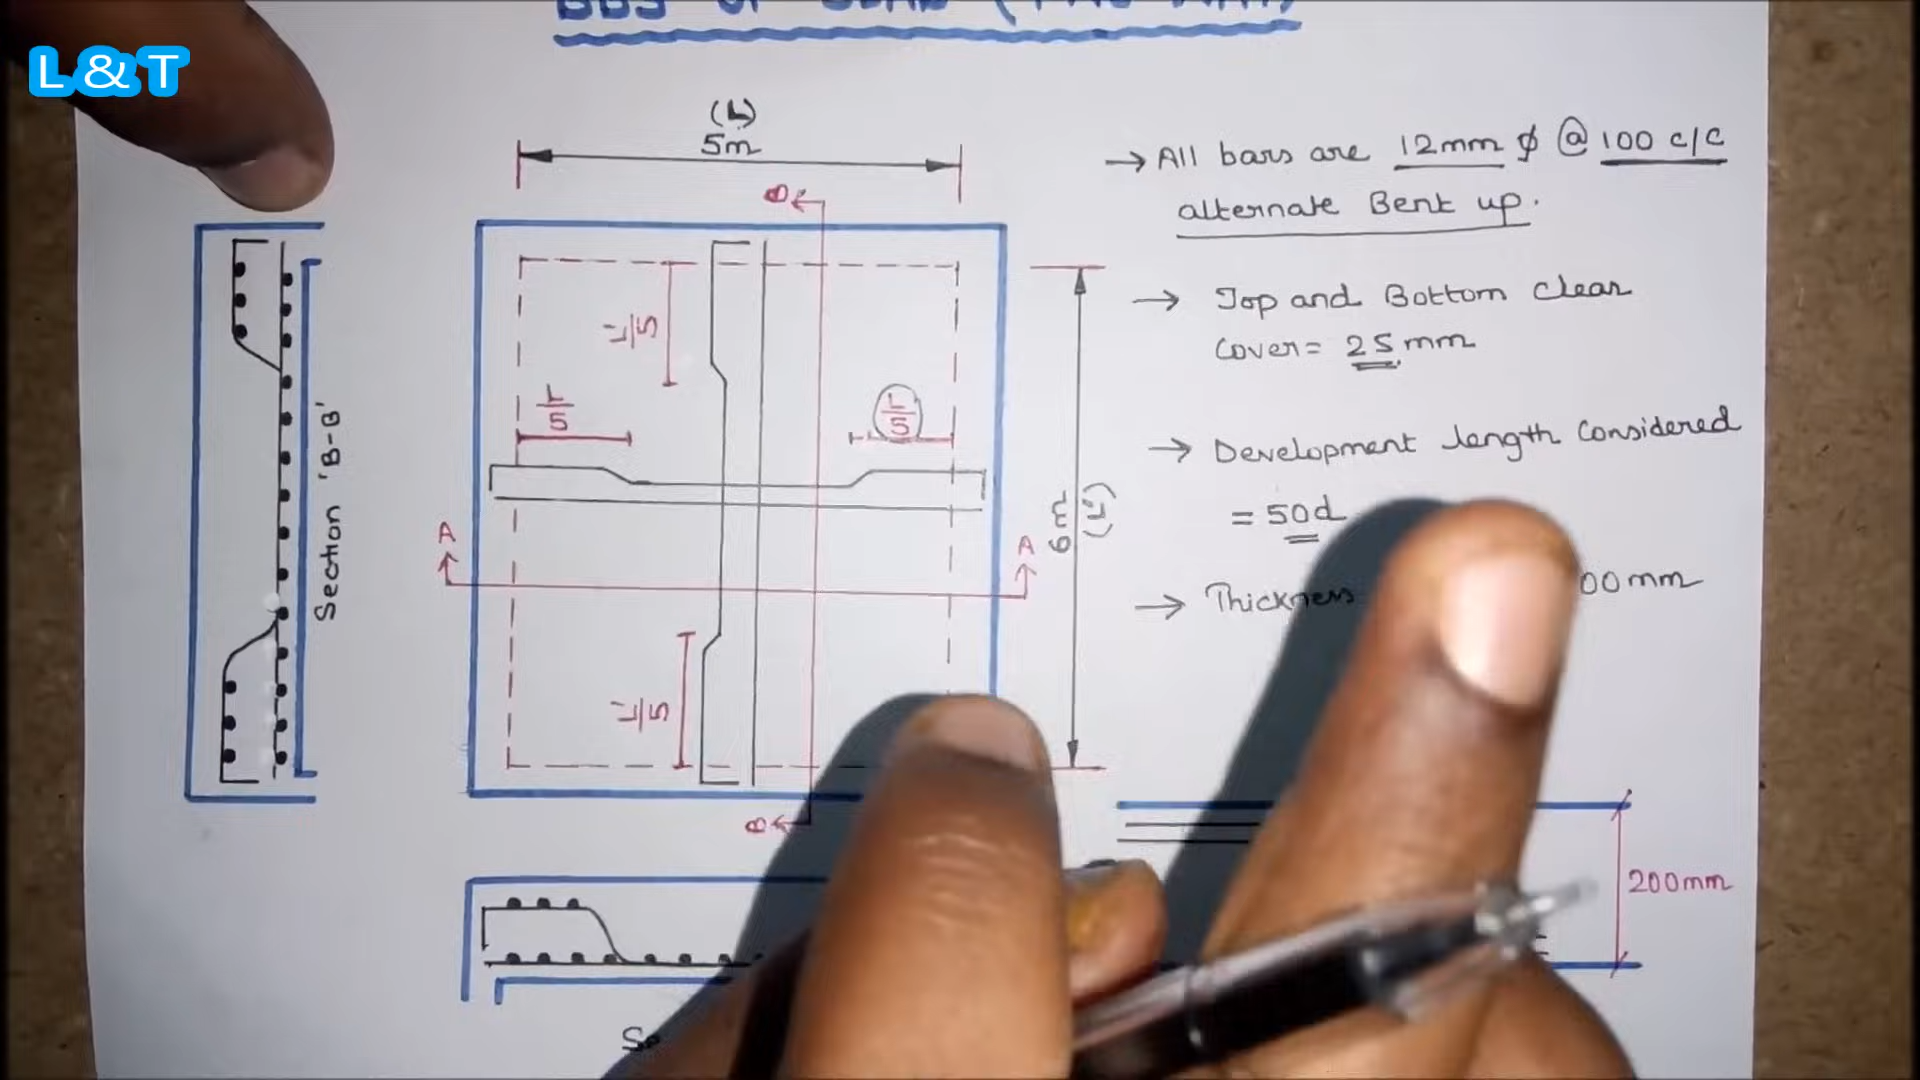 L&T
(L)
5m
B
→ All bars are 12mm ϕ @ 100 c/c
alternate Bent up.
→ Top and Bottom clear
Cover = 25 mm
L/5
L/5
L/5
→ Development length Considered
= 50d
Section 'B-B'
6m
A
A
→ Thickness
00mm
L/5
B
200mm